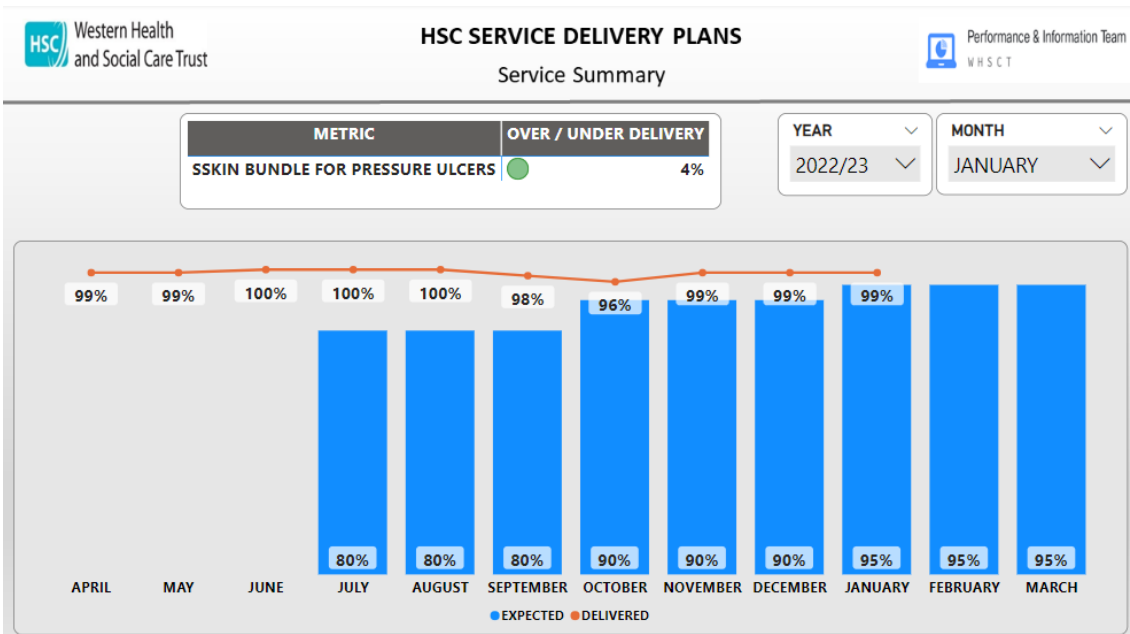 HSC
Western Health
and Social Care Trust
HSC SERVICE DELIVERY PLANS
Service Summary
Performance & Information Team
WHSCT
METRIC OVER / UNDER DELIVERY
SSKIN BUNDLE FOR PRESSURE ULCERS 4%
YEAR
2022/23
MONTH
JANUARY
99% 99% 100% 100% 100% 98% 96% 99% 99% 99%
80% 80% 80% 90% 90% 90% 95% 95% 95%
APRIL MAY JUNE JULY AUGUST SEPTEMBER OCTOBER NOVEMBER DECEMBER JANUARY FEBRUARY MARCH
EXPECTED DELIVERED